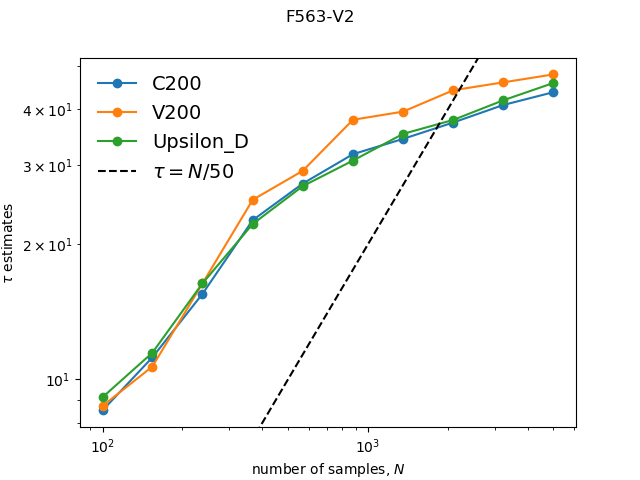 F563-V2
C200
V200
Upsilon_D
τ = N/50
τ estimates
4 × 10¹
3 × 10¹
2 × 10¹
10¹
10²
10³
number of samples, N